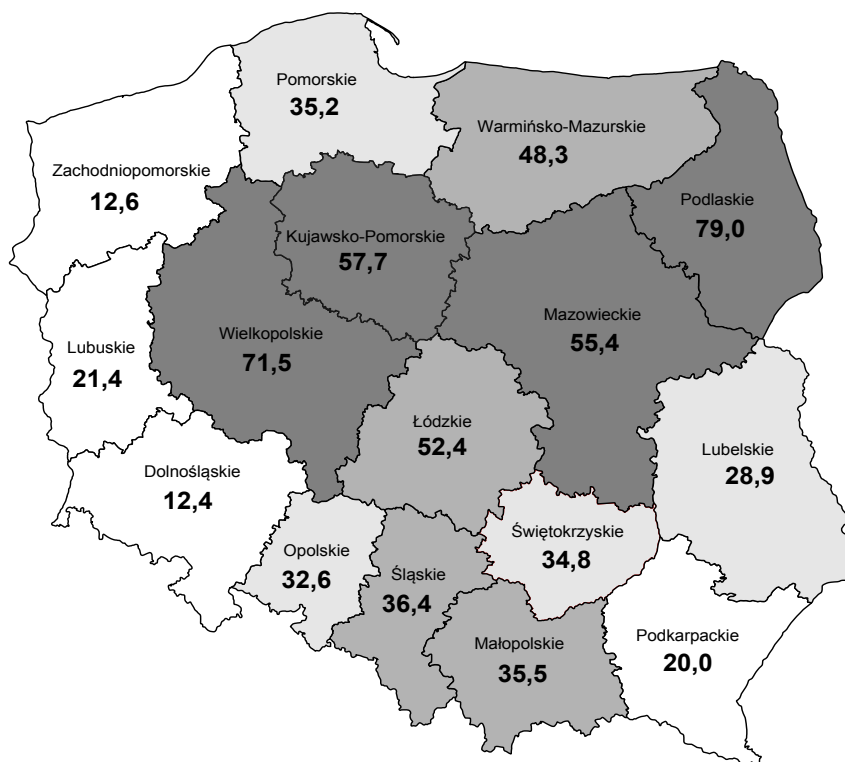 Pomorskie
35,2
Warmińsko-Mazurskie
48,3
Zachodniopomorskie
12,6
Podlaskie
79,0
Kujawsko-Pomorskie
57,7
Mazowieckie
55,4
Wielkopolskie
71,5
Lubuskie
21,4
Łódzkie
52,4
Lubelskie
28,9
Dolnośląskie
12,4
Świętokrzyskie
34,8
Opolskie
32,6
Śląskie
36,4
Małopolskie
35,5
Podkarpackie
20,0